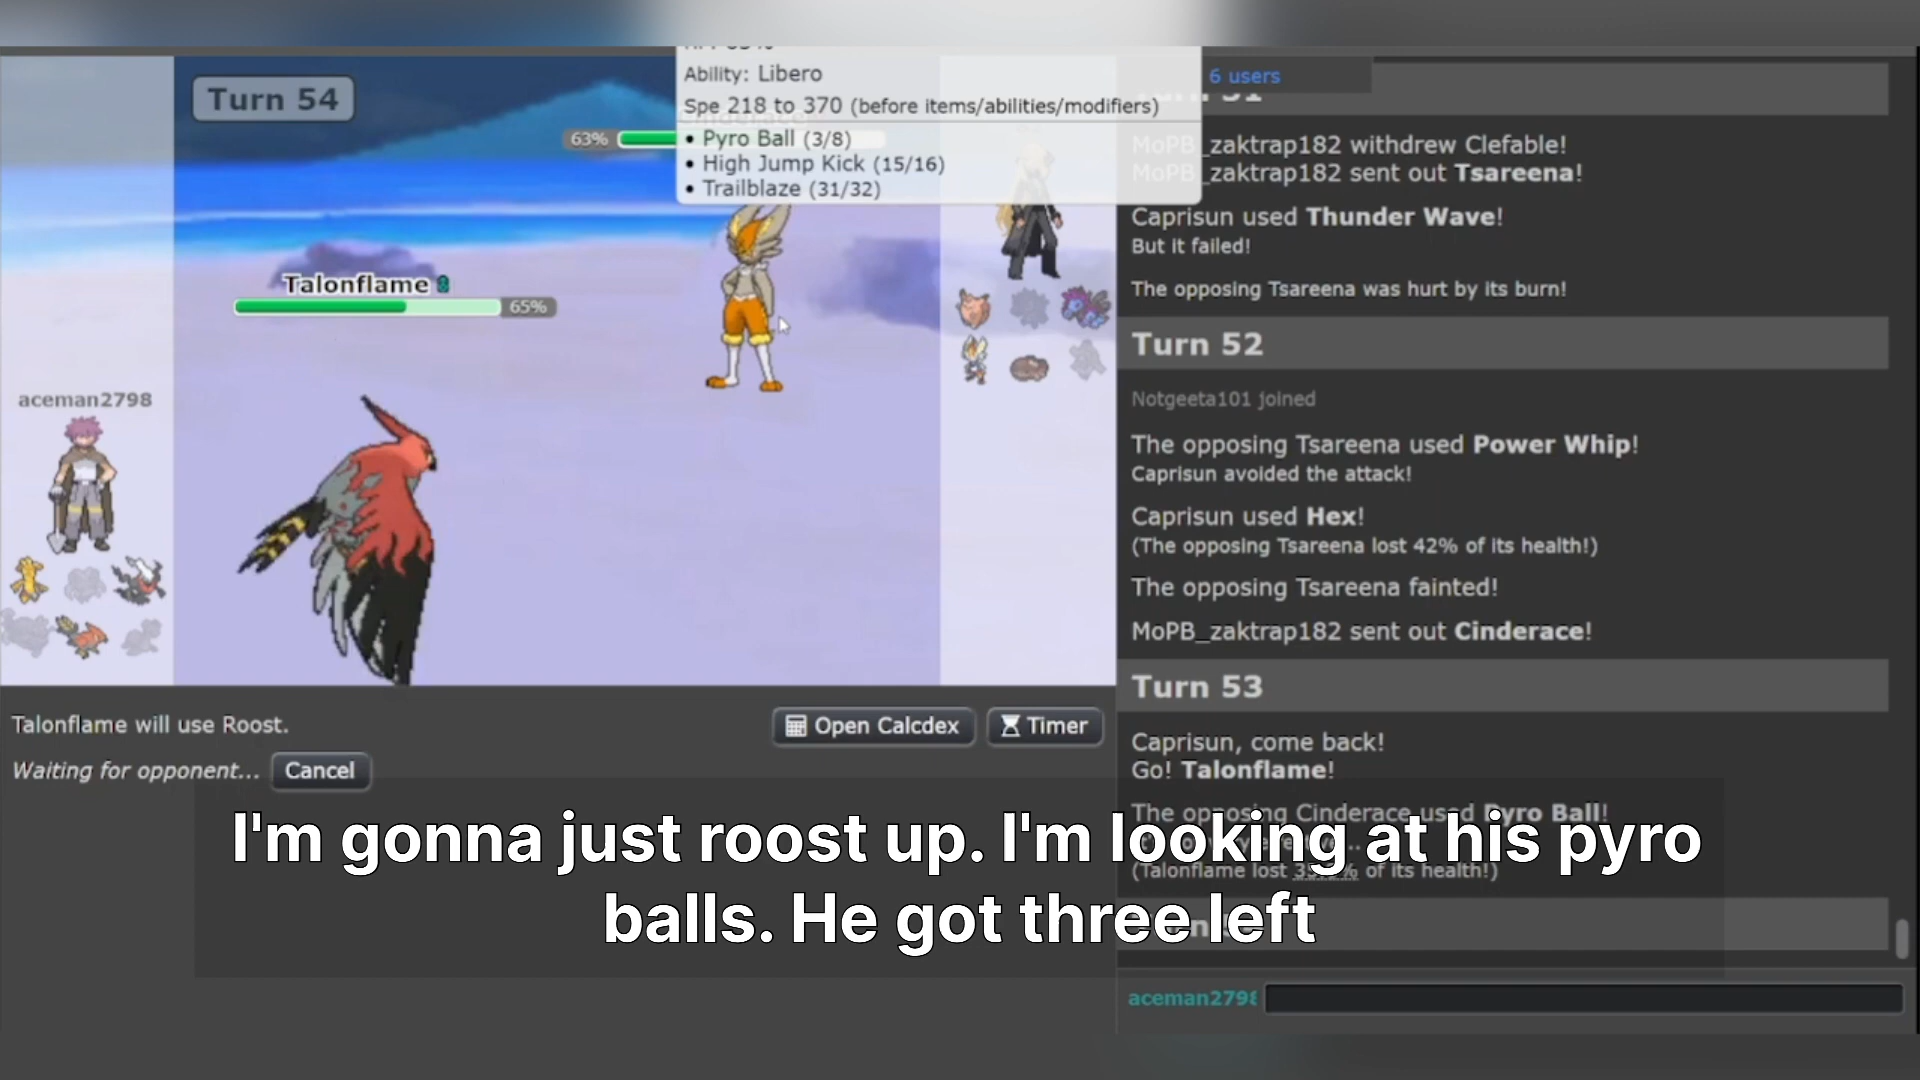 Turn 54
Ability: Libero
Spe 218 to 370 (before items/abilities/modifiers)
63%
• Pyro Ball (3/8)
• High Jump Kick (15/16)
• Trailblaze (31/32)
Talonflame
65%
aceman2798
Talonflame will use Roost.
Waiting for opponent...
Cancel
Open Calcdex
Timer
6 users
MoPB_zaktrap182 withdrew Clefable!
MoPB_zaktrap182 sent out Tsareena!
Caprisun used Thunder Wave!
But it failed!
The opposing Tsareena was hurt by its burn!
Turn 52
Notgeeta101 joined
The opposing Tsareena used Power Whip!
Caprisun avoided the attack!
Caprisun used Hex!
(The opposing Tsareena lost 42% of its health!)
The opposing Tsareena fainted!
MoPB_zaktrap182 sent out Cinderace!
Turn 53
Caprisun, come back!
Go! Talonflame!
The opposing Cinderace used Pyro Ball!
(Talonflame lost of its health!)
aceman2798
I'm gonna just roost up. I'm looking at his pyro
balls. He got three left